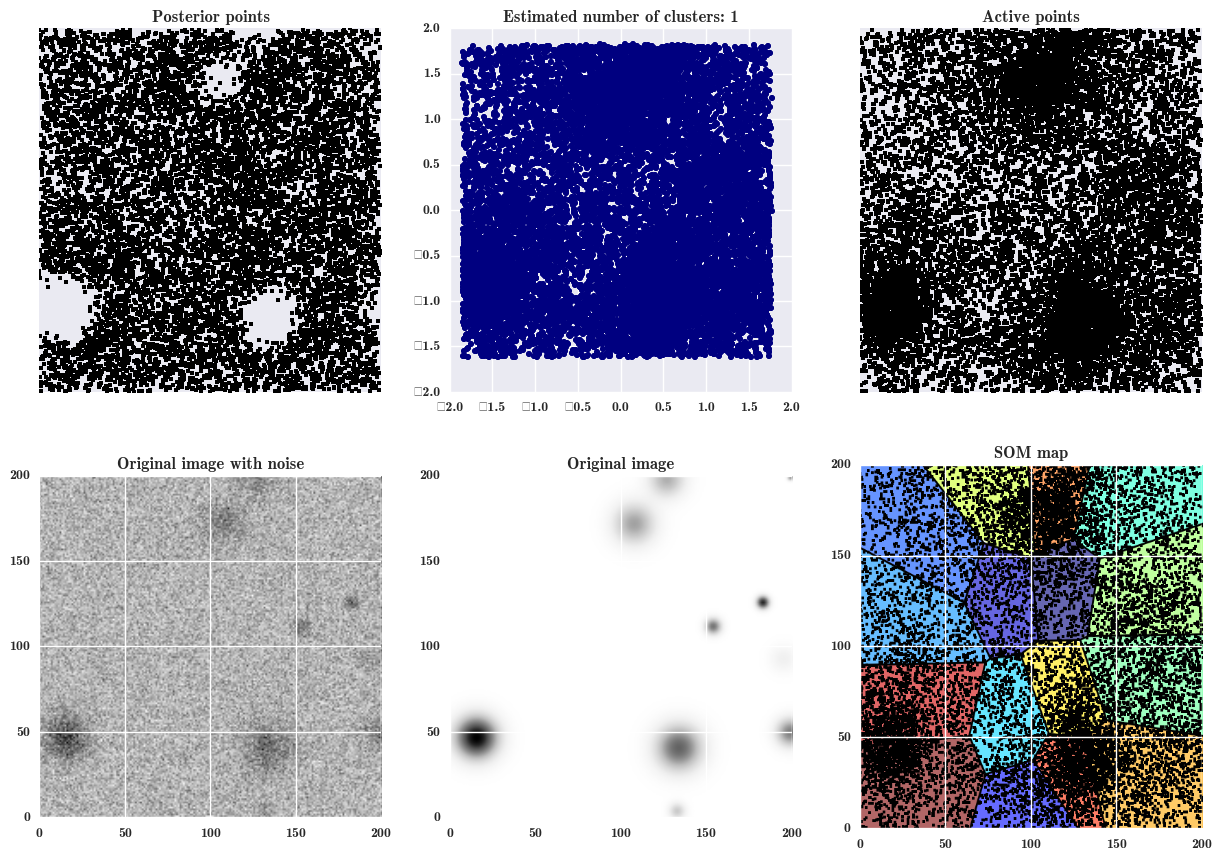 Posterior points
Estimated number of clusters: 1
Active points
2.0
1.5
1.0
0.5
0.0
□0.5
□1.0
□1.5
□2.0
□2.0 □1.5 □1.0 □0.5 0.0 0.5 1.0 1.5 2.0
Original image with noise
Original image
SOM map
200
150
100
50
0
0 50 100 150 200
200
150
100
50
0
0 50 100 150 200
200
150
100
50
0
0 50 100 150 200